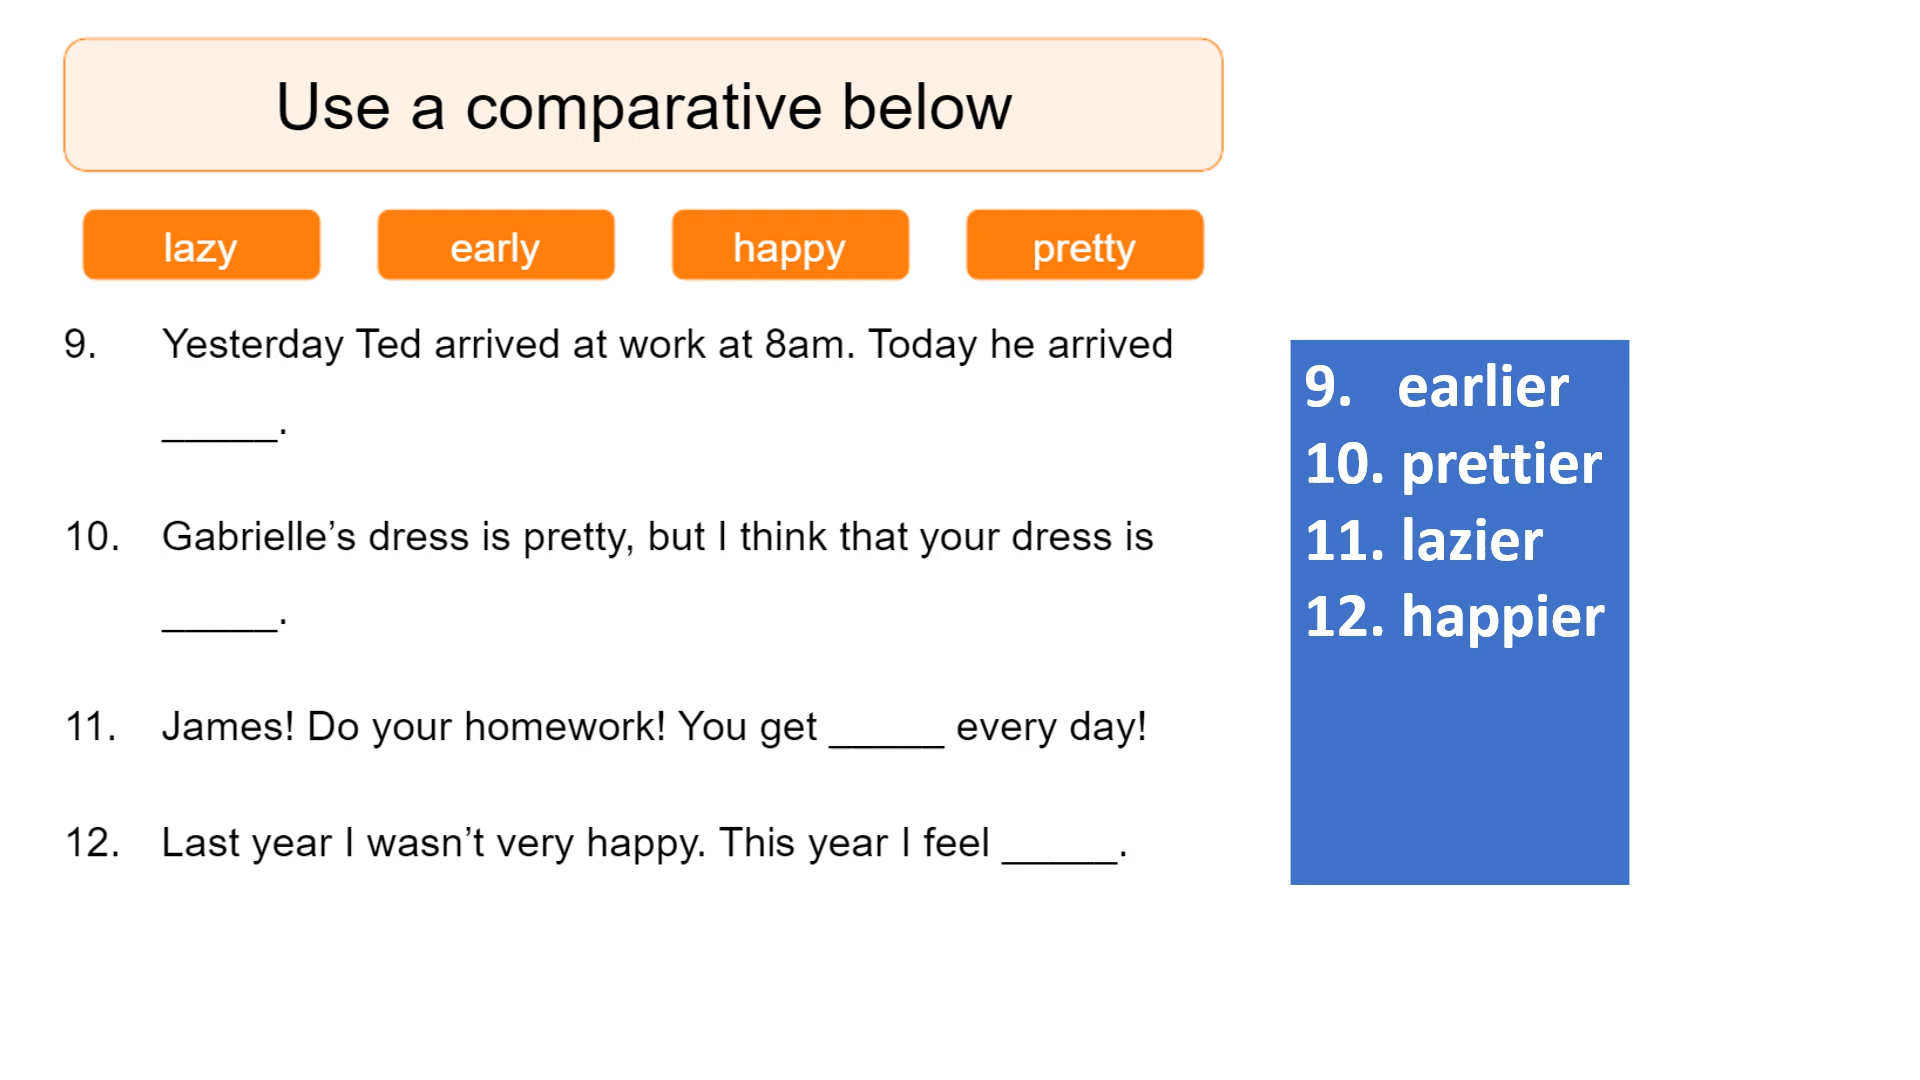 Use a comparative below
lazy early happy pretty
9. Yesterday Ted arrived at work at 8am. Today he arrived
_____.
10. Gabrielle’s dress is pretty, but I think that your dress is
_____.
11. James! Do your homework! You get _____ every day!
12. Last year I wasn’t very happy. This year I feel _____.
9. earlier
10. prettier
11. lazier
12. happier